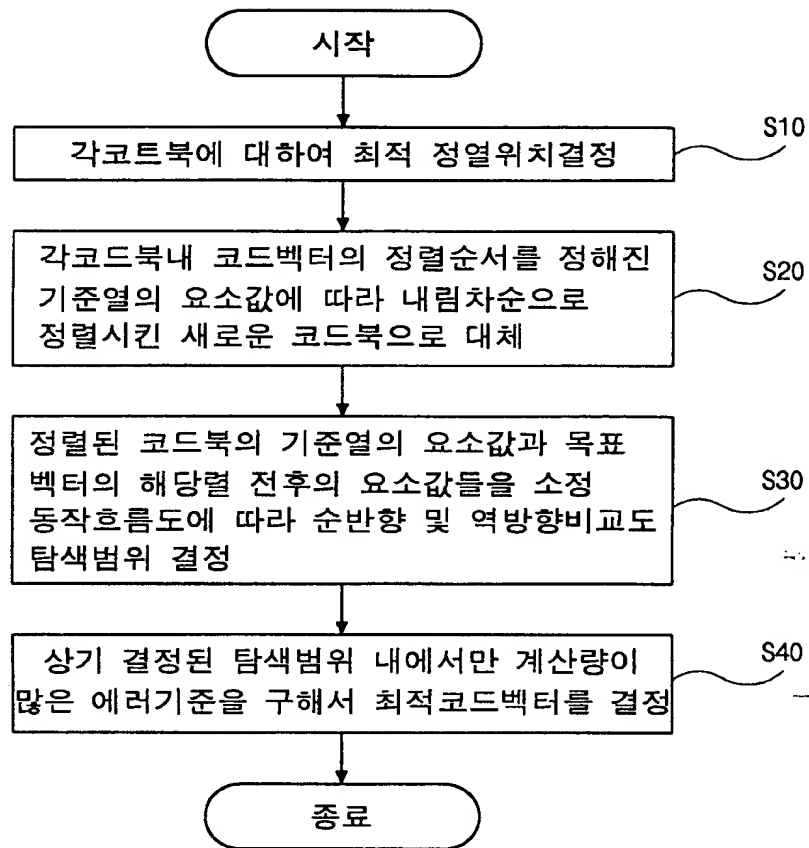 시작
각코트북에 대하여 최적 정열위치결정
S10
각코드북내 코드벡터의 정렬순서를 정해진
기준열의 요소값에 따라 내림차순으로
정렬시킨 새로운 코드북으로 대체
S20
정렬된 코드북의 기준열의 요소값과 목표
벡터의 해당렬 전후의 요소값들을 소정
동작흐름도에 따라 순반향 및 역방향비교도
탐색범위 결정
S30
상기 결정된 탐색범위 내에서만 계산량이
많은 에러기준을 구해서 최적코드벡터를 결정
S40
종료